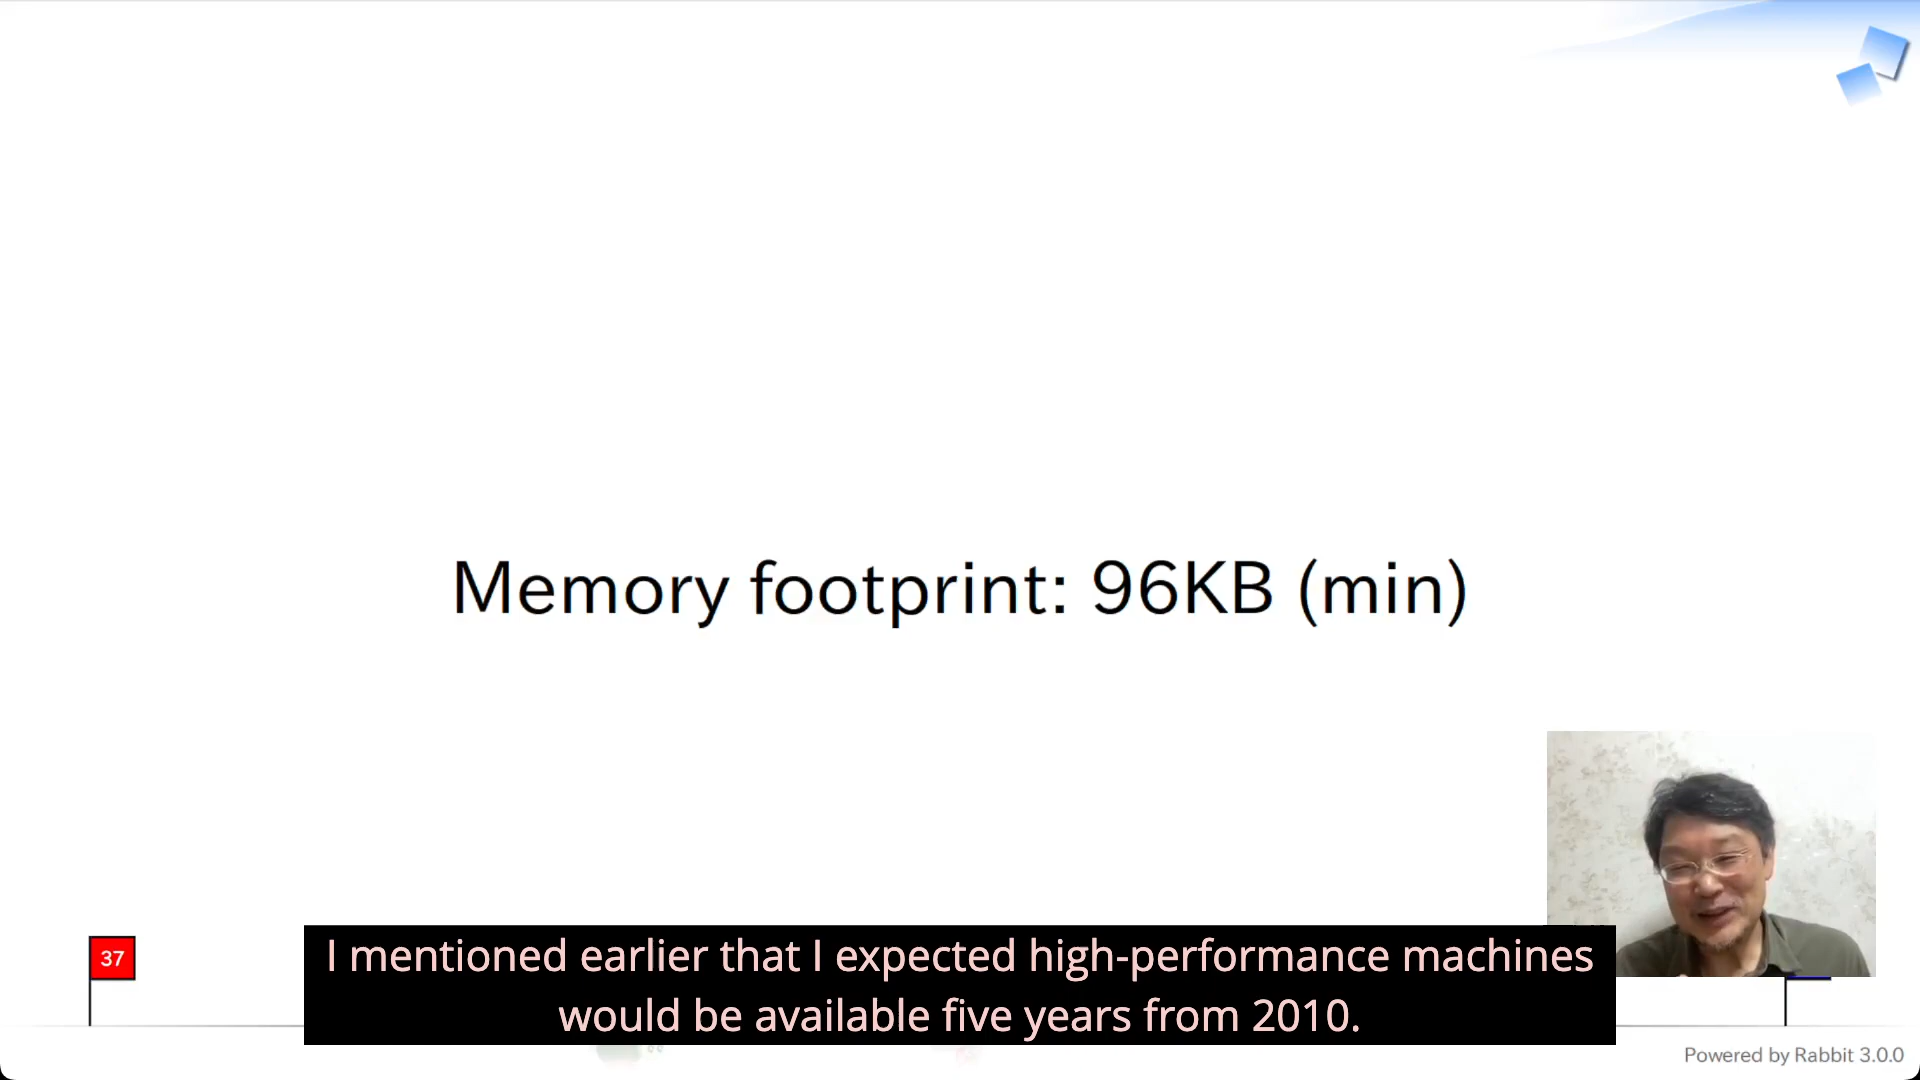 Memory footprint: 96KB (min)
37
I mentioned earlier that I expected high-performance machines
would be available five years from 2010.
Powered by Rabbit 3.0.0